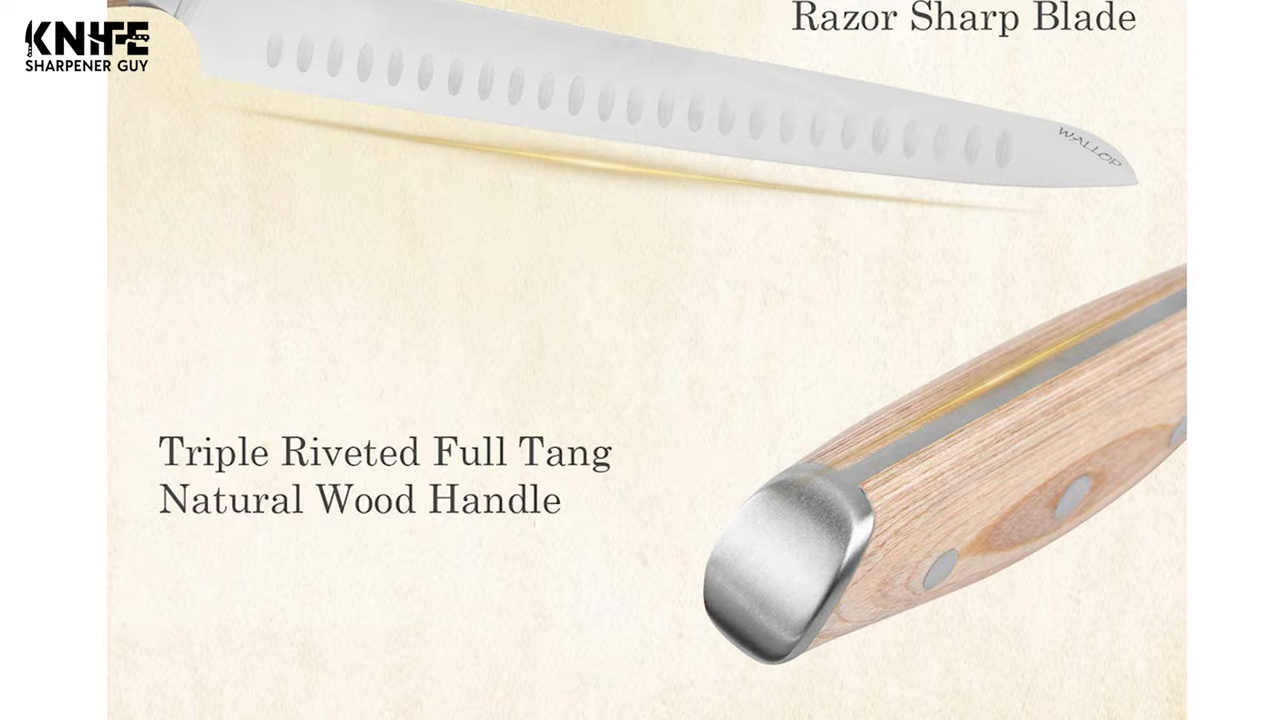 KNIFE
SHARPENER GUY
Razor Sharp Blade
WALLOP
Triple Riveted Full Tang
Natural Wood Handle